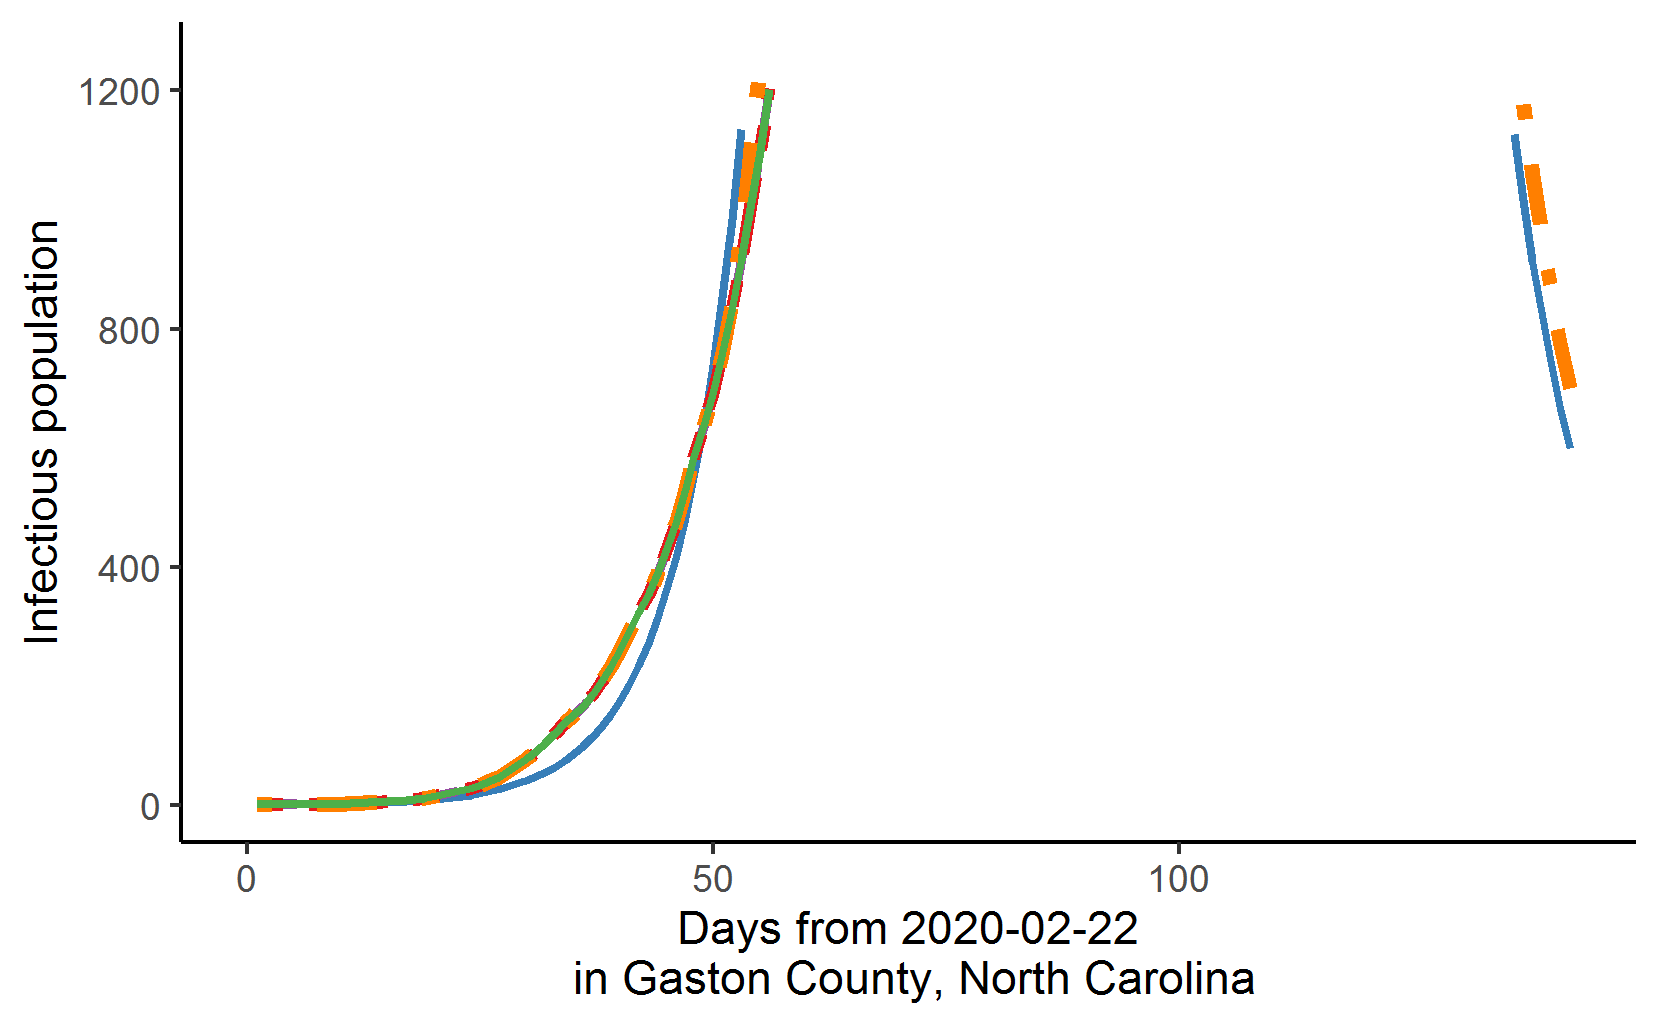 Infectious population
1200
800
400
0
0 50 100
Days from 2020-02-22
in Gaston County, North Carolina